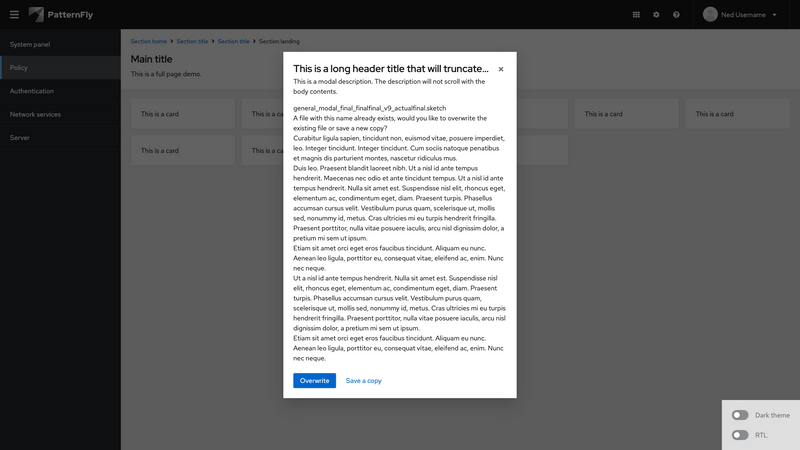 PatternFly
Ned Username
System panel
Policy
Authentication
Network services
Server
Section home
Section title
Section title
Section landing
Main title
This is a full page demo.
This is a card
This is a ca
This is a card
This is a card
This is a card
This is a ca
This is a long header title that will truncate...
This is a modal description. The description will not scroll with the
body contents.
general_modal_final_finalfinal_v9_actualfinal.sketch
A file with this name already exists, would you like to overwrite the
existing file or save a new copy?
Curabitur ligula sapien, tincidunt non, euismod vitae, posuere imperdiet,
leo. Integer tincidunt. Integer tincidunt. Cum sociis natoque penatibus
et magnis dis parturient montes, nascetur ridiculus mus.
Duis leo. Praesent blandit laoreet nibh. Ut a nisl id ante tempus
hendrerit. Maecenas nec odio et ante tincidunt tempus. Ut a nisl id ante
tempus hendrerit. Nulla sit amet est. Suspendisse nisl elit, rhoncus eget,
elementum ac, condimentum eget, diam. Praesent turpis. Phasellus
accumsan cursus velit. Vestibulum purus quam, scelerisque ut, mollis
sed, nonummy id, metus. Cras ultricies mi eu turpis hendrerit fringilla.
Praesent porttitor, nulla vitae posuere iaculis, arcu nisl dignissim dolor, a
pretium mi sem ut ipsum.
Etiam sit amet orci eget eros faucibus tincidunt. Aliquam eu nunc.
Aenean leo ligula, porttitor eu, consequat vitae, eleifend ac, enim. Nunc
nec neque.
Ut a nisl id ante tempus hendrerit. Nulla sit amet est. Suspendisse nisl
elit, rhoncus eget, elementum ac, condimentum eget, diam. Praesent
turpis. Phasellus accumsan cursus velit. Vestibulum purus quam,
scelerisque ut, mollis sed, nonummy id, metus. Cras ultricies mi eu turpis
hendrerit fringilla. Praesent porttitor, nulla vitae posuere iaculis, arcu nisl
dignissim dolor, a pretium mi sem ut ipsum.
Etiam sit amet orci eget eros faucibus tincidunt. Aliquam eu nunc.
Aenean leo ligula, porttitor eu, consequat vitae, eleifend ac, enim. Nunc
nec neque.
Overwrite
Save a copy
Dark theme
RTL